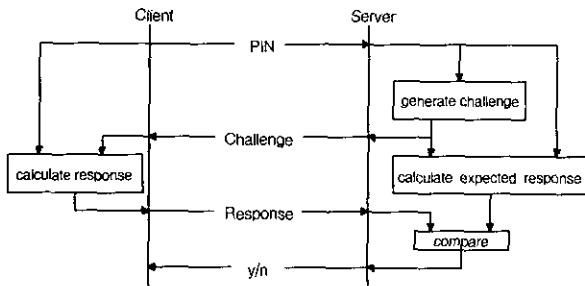 Client
Server
PIN
generate challenge
Challenge
calculate response
calculate expected response
Response
compare
y/n